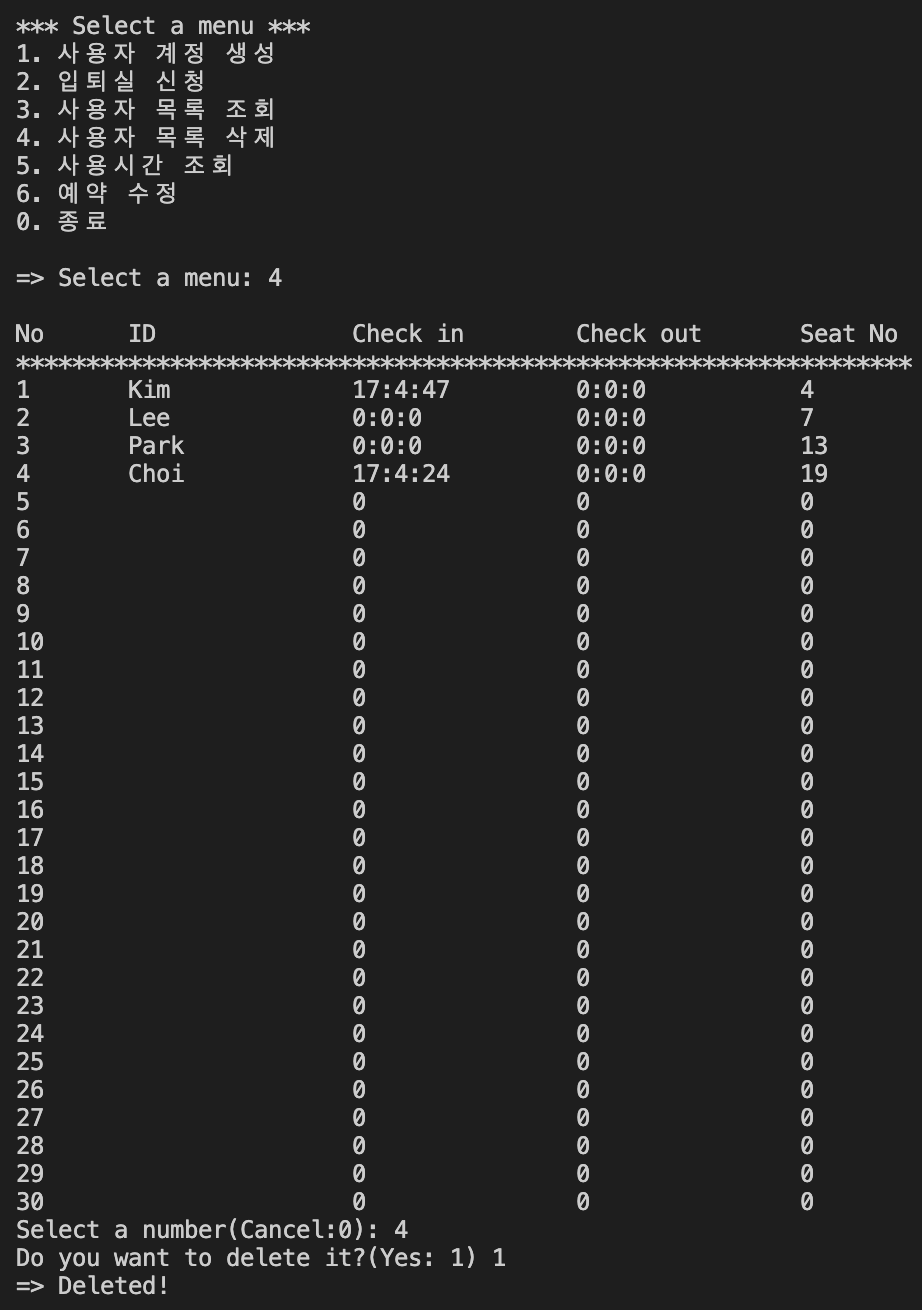 *** Select a menu ***
1. 사용자 계정 생성
2. 입퇴실 신청
3. 사용자 목록 조회
4. 사용자 목록 삭제
5. 사용시간 조회
6. 예약 수정
0. 종료
=> Select a menu: 4
No ID Check in Check out Seat No
****************************************************************
1 Kim 17:4:47 0:0:0 4
2 Lee 0:0:0 0:0:0 7
3 Park 0:0:0 0:0:0 13
4 Choi 17:4:24 0:0:0 19
5 0 0 0
6 0 0 0
7 0 0 0
8 0 0 0
9 0 0 0
10 0 0 0
11 0 0 0
12 0 0 0
13 0 0 0
14 0 0 0
15 0 0 0
16 0 0 0
17 0 0 0
18 0 0 0
19 0 0 0
20 0 0 0
21 0 0 0
22 0 0 0
23 0 0 0
24 0 0 0
25 0 0 0
26 0 0 0
27 0 0 0
28 0 0 0
29 0 0 0
30 0 0 0
Select a number(Cancel:0): 4
Do you want to delete it?(Yes: 1) 1
=> Deleted!